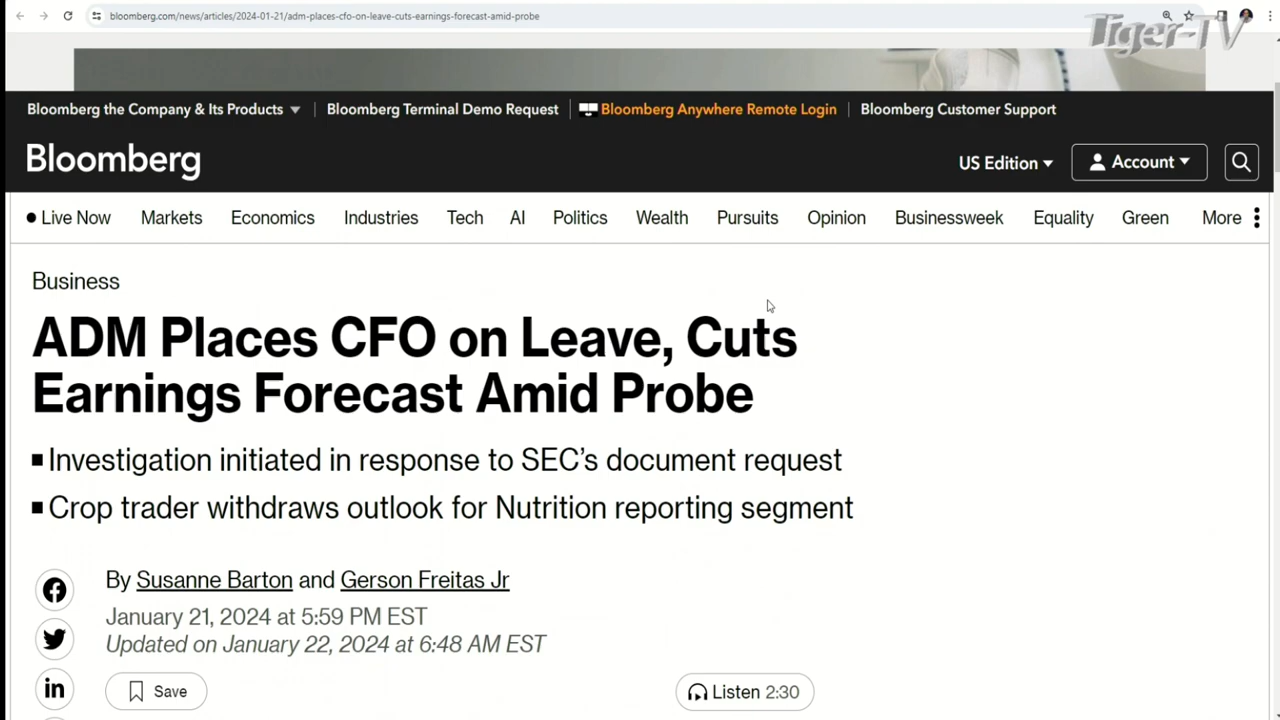 bloomberg.com/news/articles/2024-01-21/adm-places-cfo-on-leave-cuts-earnings-forecast-amid-probe
Tiger-TV
Bloomberg the Company & Its Products
Bloomberg Terminal Demo Request
Bloomberg Anywhere Remote Login
Bloomberg Customer Support
Bloomberg
US Edition
Account
Live Now
Markets
Economics
Industries
Tech
AI
Politics
Wealth
Pursuits
Opinion
Businessweek
Equality
Green
More
Business
ADM Places CFO on Leave, Cuts
Earnings Forecast Amid Probe
Investigation initiated in response to SEC's document request
Crop trader withdraws outlook for Nutrition reporting segment
By Susanne Barton and Gerson Freitas Jr
January 21, 2024 at 5:59 PM EST
Updated on January 22, 2024 at 6:48 AM EST
in
Save
Listen 2:30